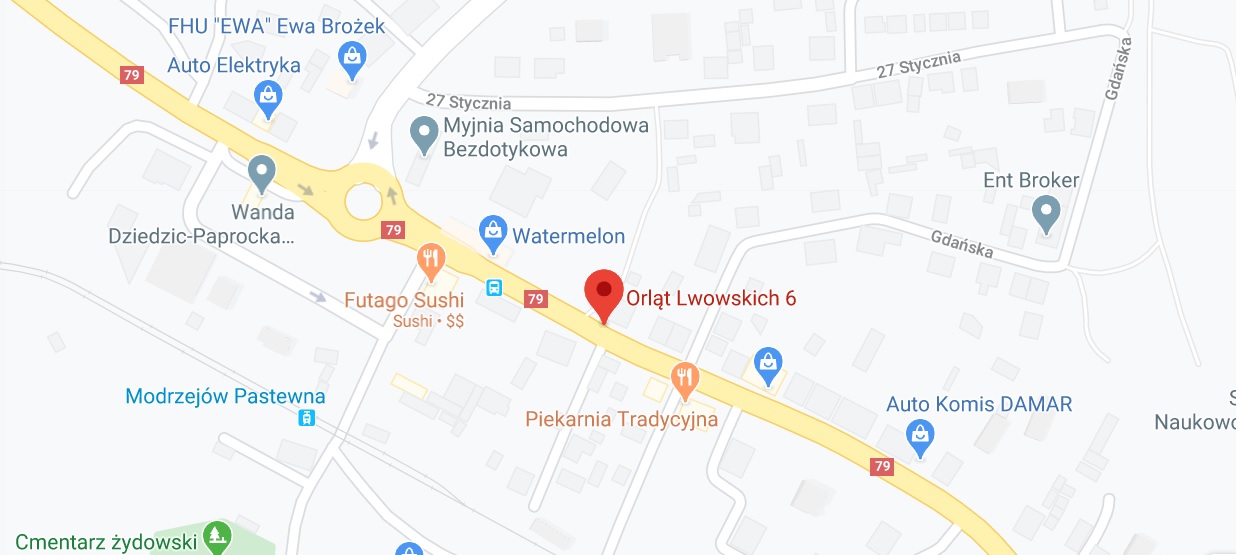 FHU "EWA" Ewa Brożek
Auto Elektryka
79
27 Stycznia
27 Stycznia
Gdańska
Myjnia Samochodowa
Bezdotykowa
Ent Broker
Wanda
Dziedzic-Paprocka...
79
Watermelon
Gdańska
Futago Sushi
Sushi • $$
79
Orląt Lwowskich 6
Modrzejów Pastewna
Piekarnia Tradycyjna
Auto Komis DAMAR
S
Naukowo
79
Cmentarz żydowski